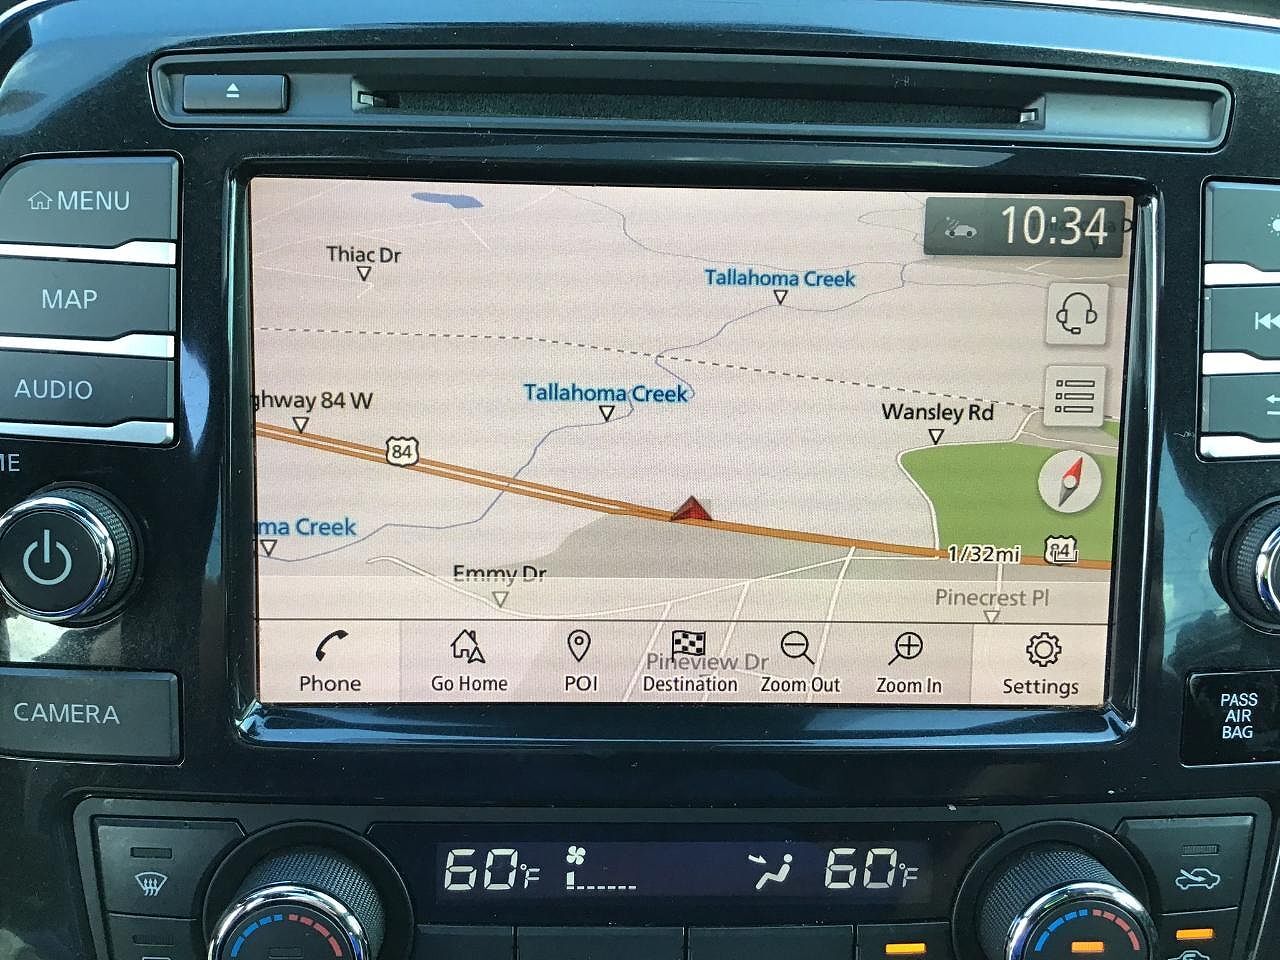 MENU
MAP
AUDIO
ME
CAMERA
10:34
Thiac Dr
Tallahoma Creek
Tallahoma Creek
ghway 84 W
84
Wansley Rd
ma Creek
Emmy Dr
1/32mi
84
Pinecrest Pl
Pineview Dr
Phone
Go Home
POI
Destination
Zoom Out
Zoom In
Settings
PASS
AIR
BAG
60°F
60°F